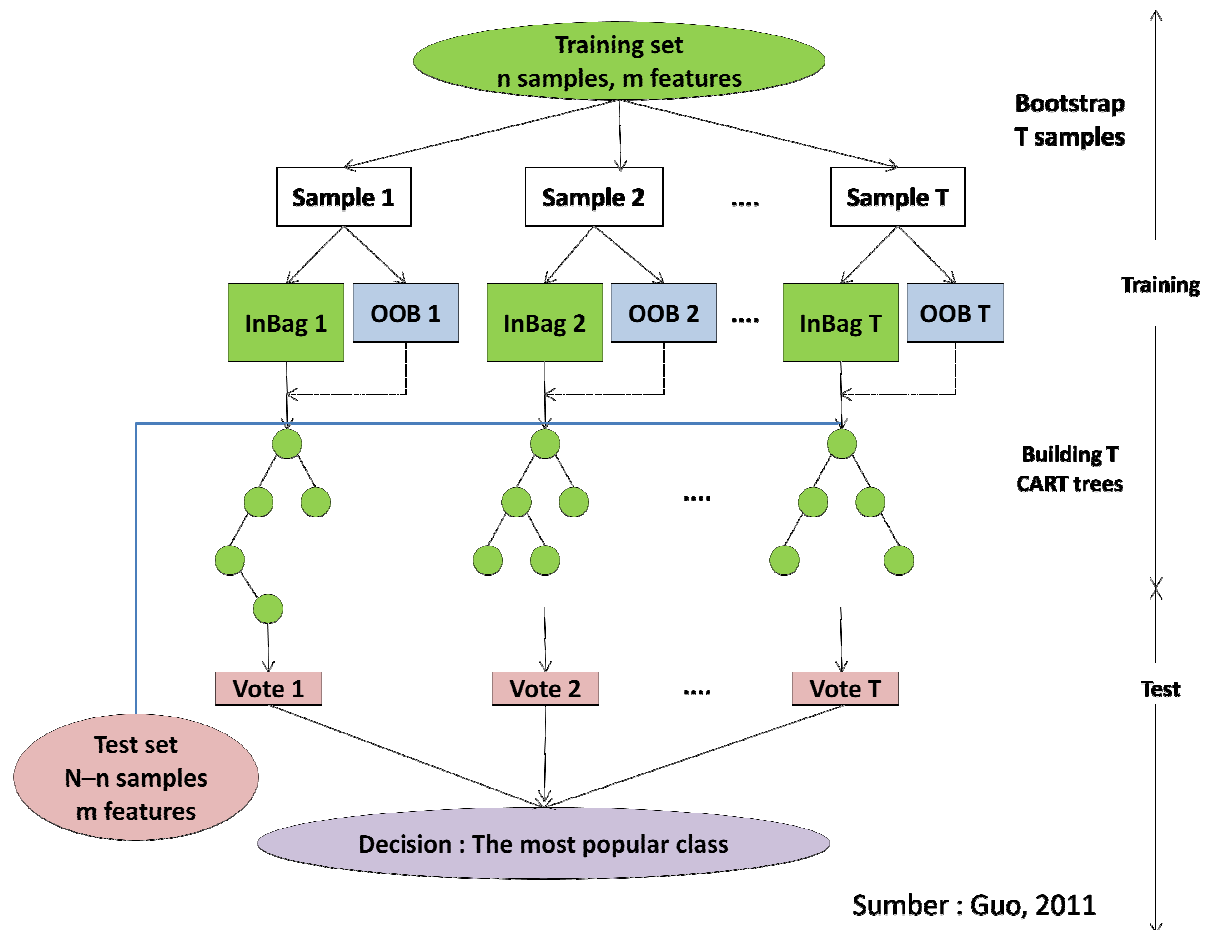 Training set
n samples, m features
Bootstrap
T samples
Sample 1
Sample 2
....
Sample T
Training
InBag 1
OOB 1
InBag 2
OOB 2
....
InBag T
OOB T
Building T
CART trees
....
Vote 1
Vote 2
....
Vote T
Test
Test set
N–n samples
m features
Decision : The most popular class
Sumber : Guo, 2011